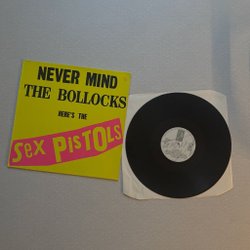 NEVER MIND
THE BOLLOCKS
HERE'S THE
Sex PISTOLS